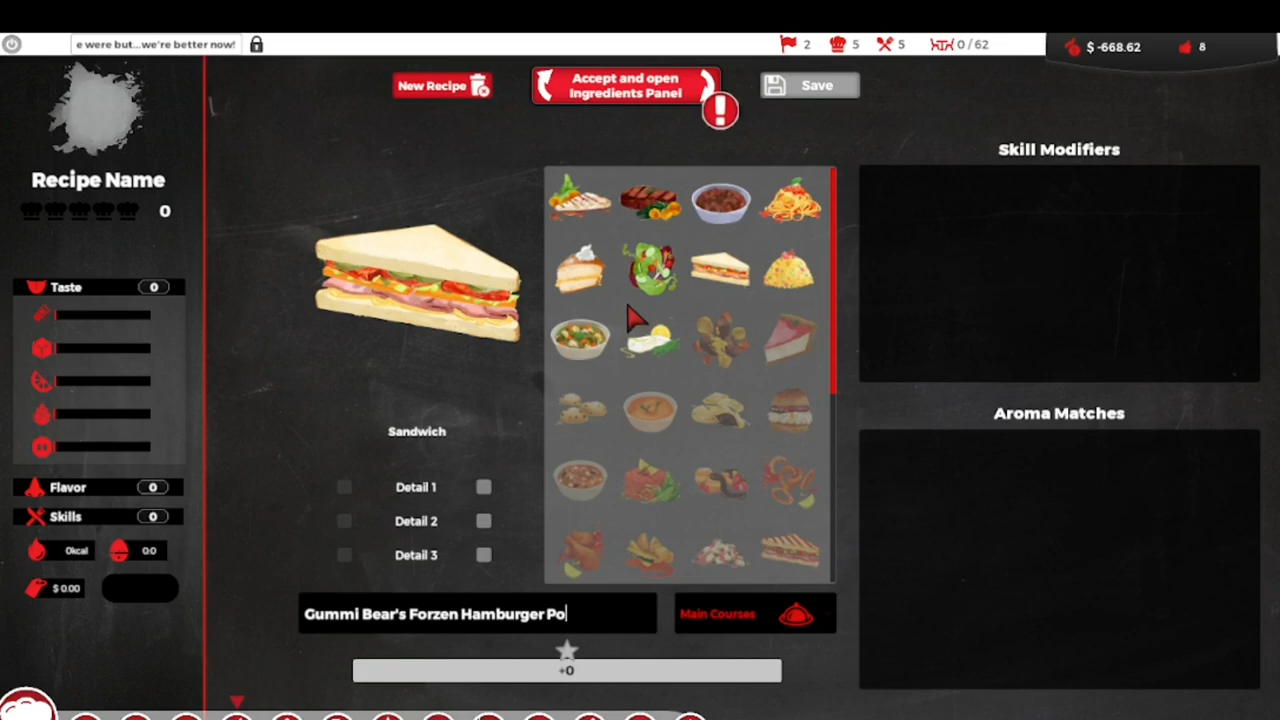 e were but...we're better now!
2
5
5
0 / 62
$ -668.62
8
New Recipe
Accept and open
Ingredients Panel
!
Save
Recipe Name
0
Skill Modifiers
Taste
0
Aroma Matches
Sandwich
Flavor
0
Detail 1
Skills
0
Detail 2
0kcal
0.0
Detail 3
$ 0.00
Gummi Bear's Forzen Hamburger Po
Main Courses
+0